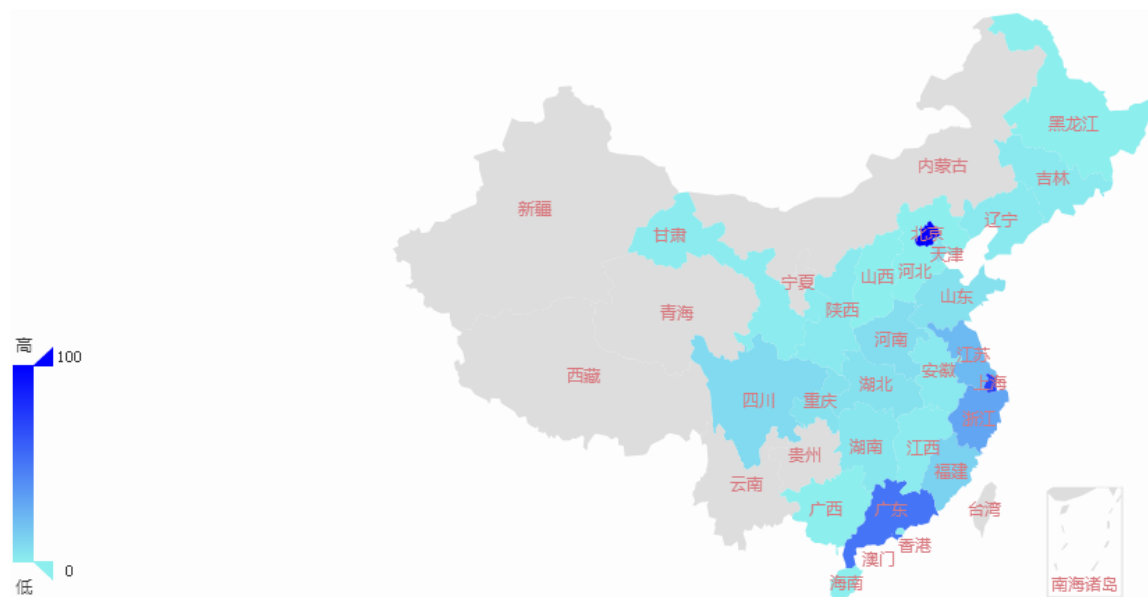 黑龙江
内蒙古
吉林
新疆
辽宁
甘肃
北京
天津
河北
山西
宁夏
山东
青海
陕西
河南
高
100
江苏
西藏
安徽
上海
湖北
四川
重庆
浙江
湖南
江西
贵州
福建
云南
广西
广东
台湾
香港
澳门
0
低
海南
南海诸岛